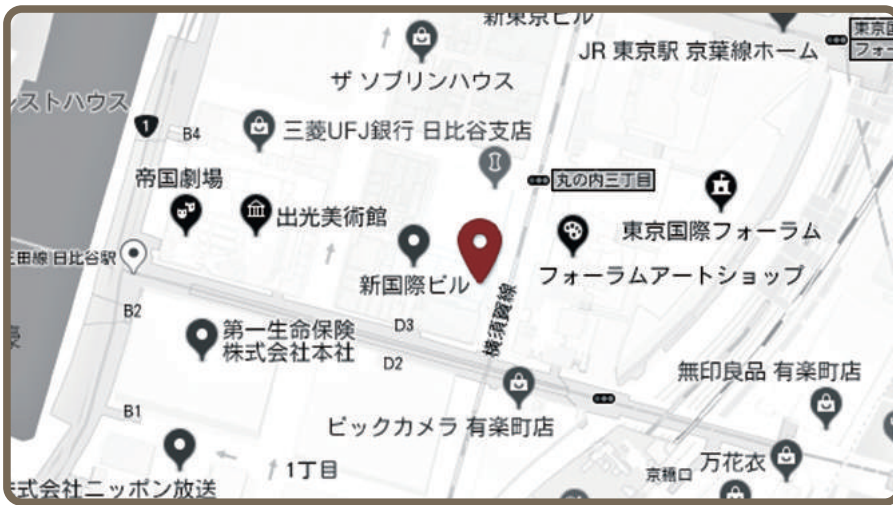 新東京ビル
東京国
フォー
JR 東京駅 京葉線ホーム
ザ ソブリンハウス
ストハウス
1
B4
三菱UFJ銀行 日比谷支店
丸の内三丁目
帝国劇場
出光美術館
東京国際フォーラム
三田線 日比谷駅
新国際ビル
フォーラムアートショップ
横須賀線
B2
第一生命保険
株式会社本社
D3
D2
無印良品 有楽町店
B1
ビックカメラ 有楽町店
1丁目
京橋口
万花衣
式会社ニッポン放送